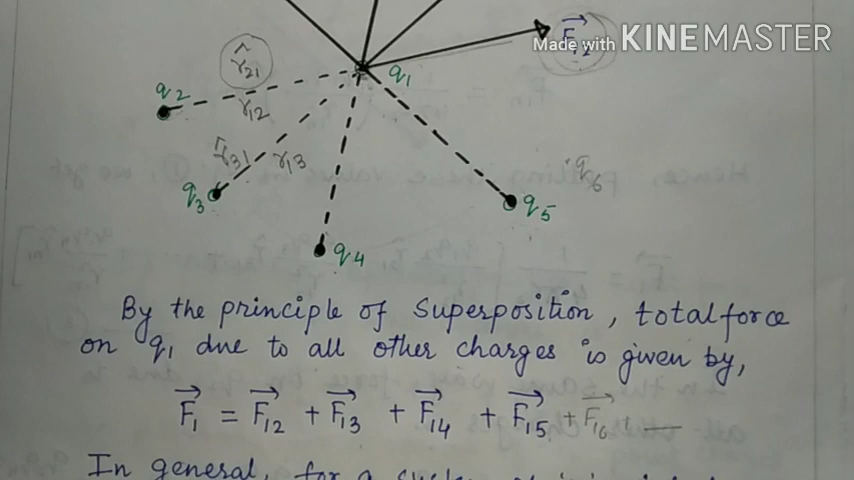 F₁₂
Made with KINEMASTER
r̂₂₁
q₁
q₂
r₁₂
r̂₃₁
r₁₃
q₆
q₃
q₅
q₄
By the principle of Superposition, total force
on q₁ due to all other charges is given by,
F⃗₁ = F⃗₁₂ + F⃗₁₃ + F⃗₁₄ + F⃗₁₅ + F⃗₁₆ + —
In general, for a